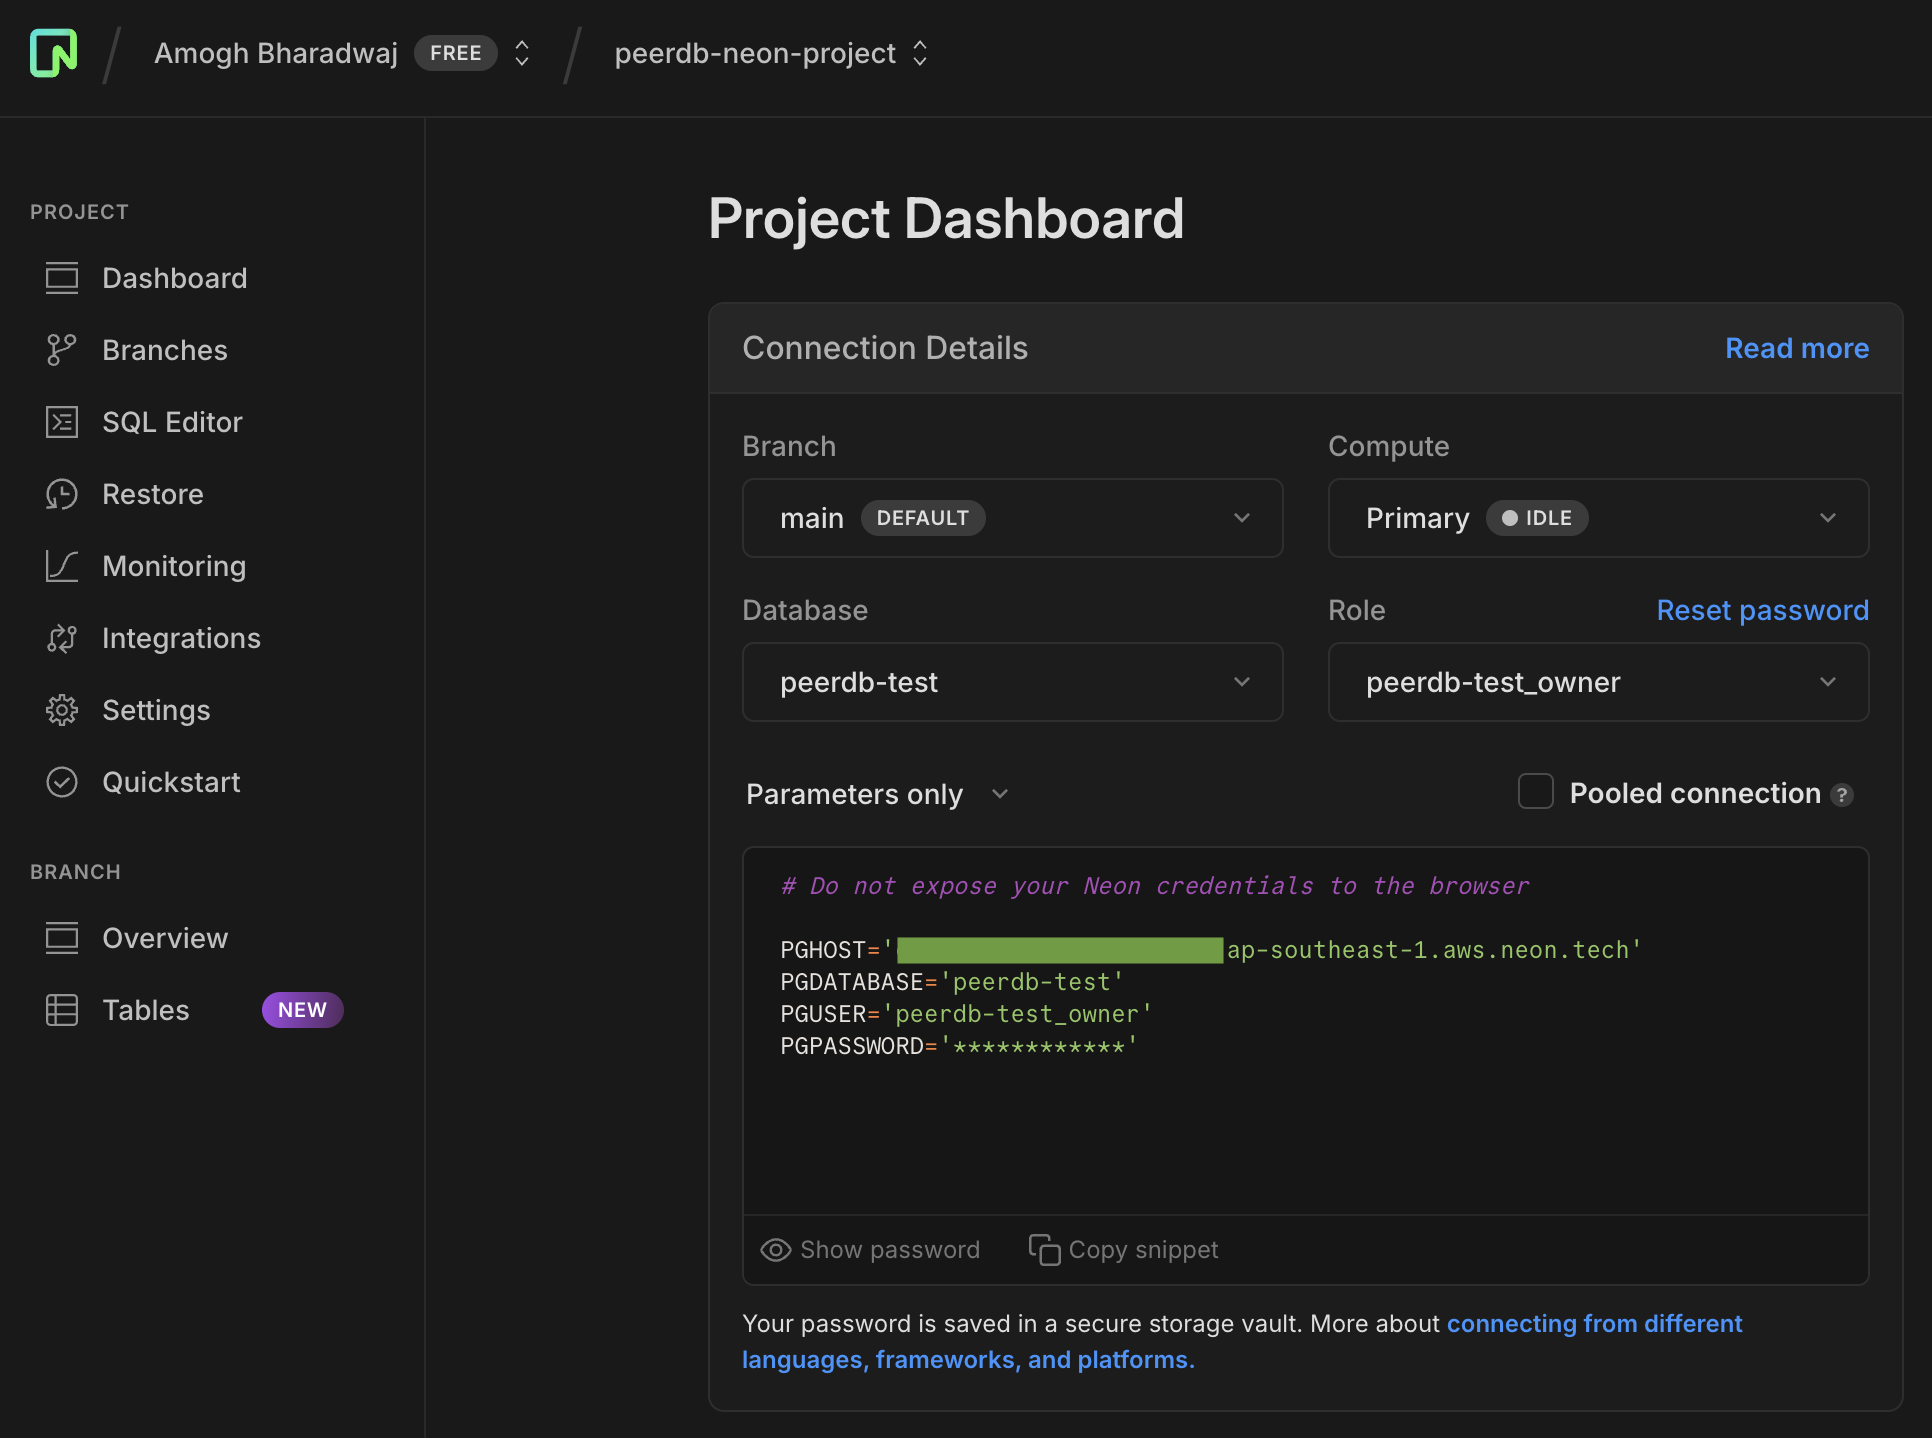 Amogh Bharadwaj FREE
peerdb-neon-project
PROJECT
Dashboard
Branches
SQL Editor
Restore
Monitoring
Integrations
Settings
Quickstart
BRANCH
Overview
Tables NEW
Project Dashboard
Connection Details Read more
Branch
main DEFAULT
Compute
Primary IDLE
Database
peerdb-test
Role Reset password
peerdb-test_owner
Parameters only
Pooled connection ?
# Do not expose your Neon credentials to the browser
PGHOST='ap-southeast-1.aws.neon.tech'
PGDATABASE='peerdb-test'
PGUSER='peerdb-test_owner'
PGPASSWORD='************'
Show password Copy snippet
Your password is saved in a secure storage vault. More about connecting from different
languages, frameworks, and platforms.